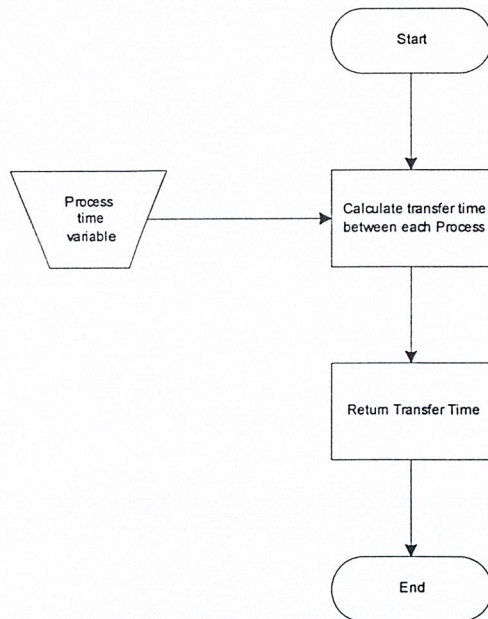 Start
Process
time
variable
Calculate transfer time
between each Process
Return Transfer Time
End